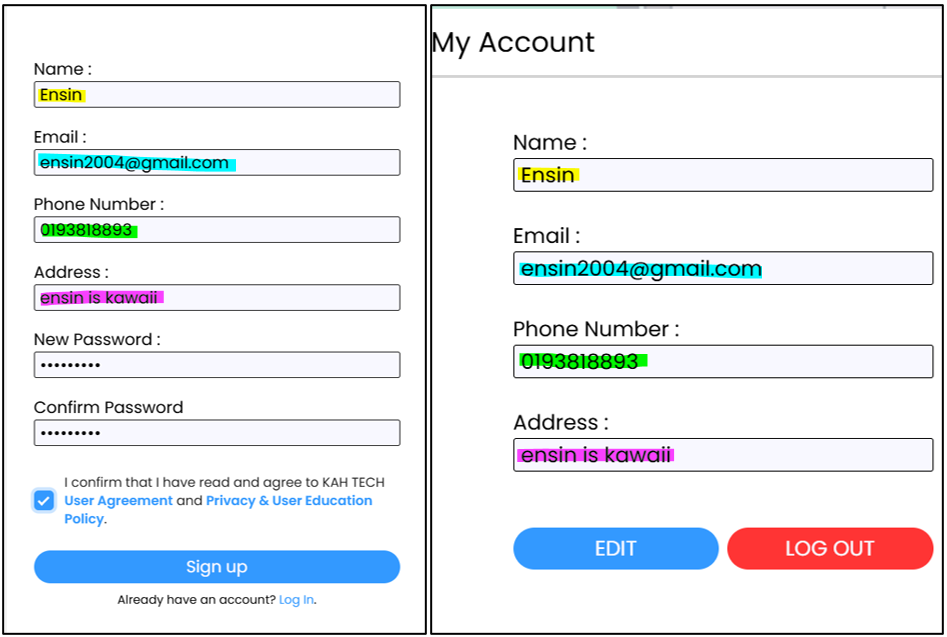 Name :
Ensin
Email :
ensin2004@gmail.com
Phone Number :
0193818893
Address :
ensin is kawaii
New Password :
•••••••••
Confirm Password
•••••••••
I confirm that I have read and agree to KAH TECH
User Agreement and Privacy & User Education
Policy.
Sign up
Already have an account? Log In.
My Account
Name :
Ensin
Email :
ensin2004@gmail.com
Phone Number :
0193818893
Address :
ensin is kawaii
EDIT
LOG OUT